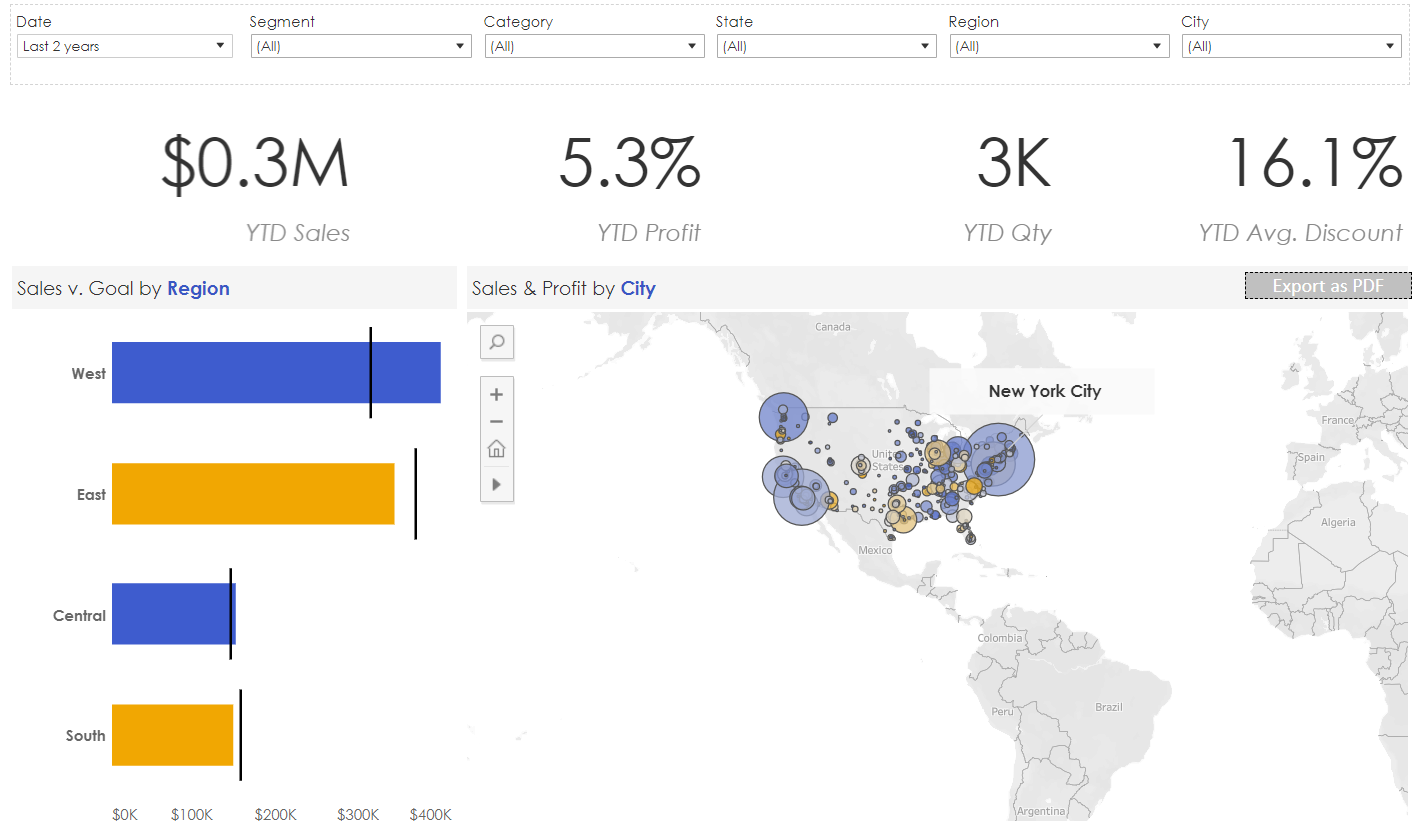 Date Segment Category State Region City
Last 2 years (All) (All) (All) (All) (All)
$0.3M 5.3% 3K 16.1%
YTD Sales YTD Profit YTD Qty YTD Avg. Discount
Sales v. Goal by Region
West
East
Central
South
$0K $100K $200K $300K $400K
Sales & Profit by City
Export as PDF
Canada
New York City
United
States
Mexico
France
Spain
Algeria
Colombia
Peru
Brazil
Argentina